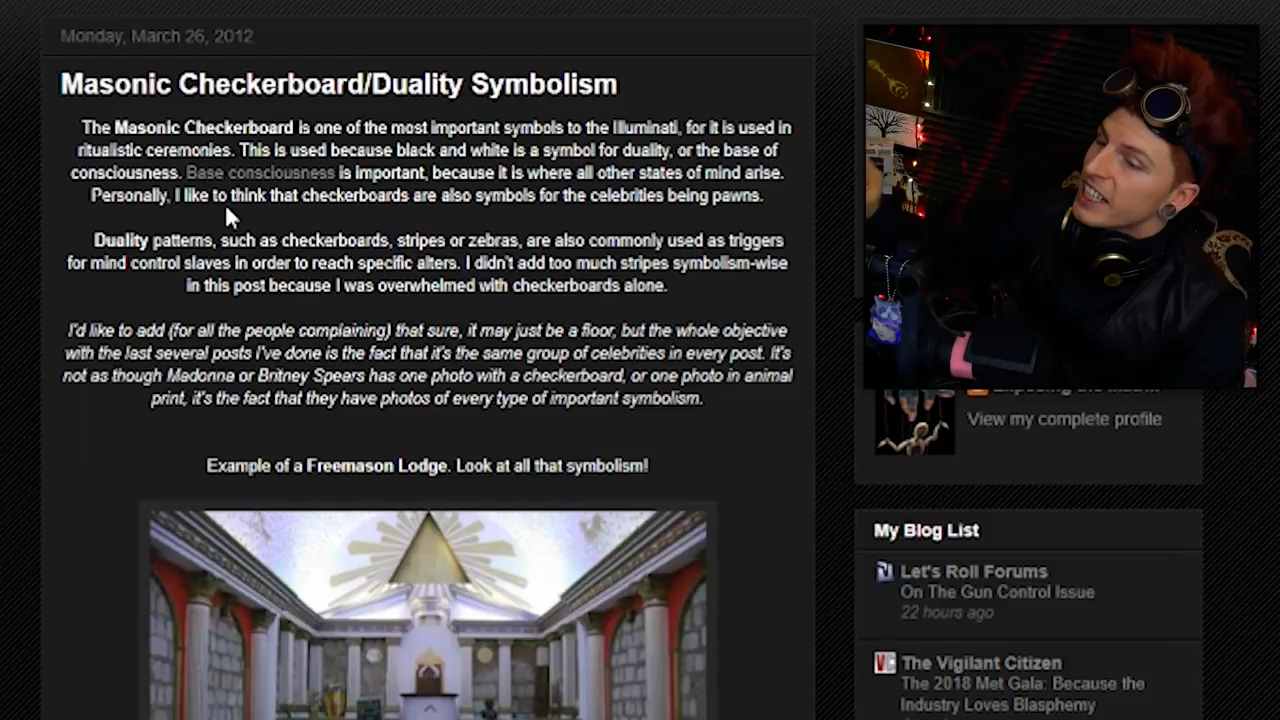 Monday, March 26, 2012
Masonic Checkerboard/Duality Symbolism
The Masonic Checkerboard is one of the most important symbols to the Illuminati, for it is used in
ritualistic ceremonies. This is used because black and white is a symbol for duality, or the base of
consciousness. Base consciousness is important, because it is where all other states of mind arise.
Personally, I like to think that checkerboards are also symbols for the celebrities being pawns.
Duality patterns, such as checkerboards, stripes or zebras, are also commonly used as triggers
for mind control slaves in order to reach specific alters. I didn't add too much stripes symbolism-wise
in this post because I was overwhelmed with checkerboards alone.
I'd like to add (for all the people complaining) that sure, it may just be a floor, but the whole objective
with the last several posts I've done is the fact that it's the same group of celebrities in every post. It's
not as though Madonna or Britney Spears has one photo with a checkerboard, or one photo in animal
print, it's the fact that they have photos of every type of important symbolism.
Example of a Freemason Lodge. Look at all that symbolism!
View my complete profile
My Blog List
Let's Roll Forums
On The Gun Control Issue
22 hours ago
VC The Vigilant Citizen
The 2018 Met Gala: Because the
Industry Loves Blasphemy